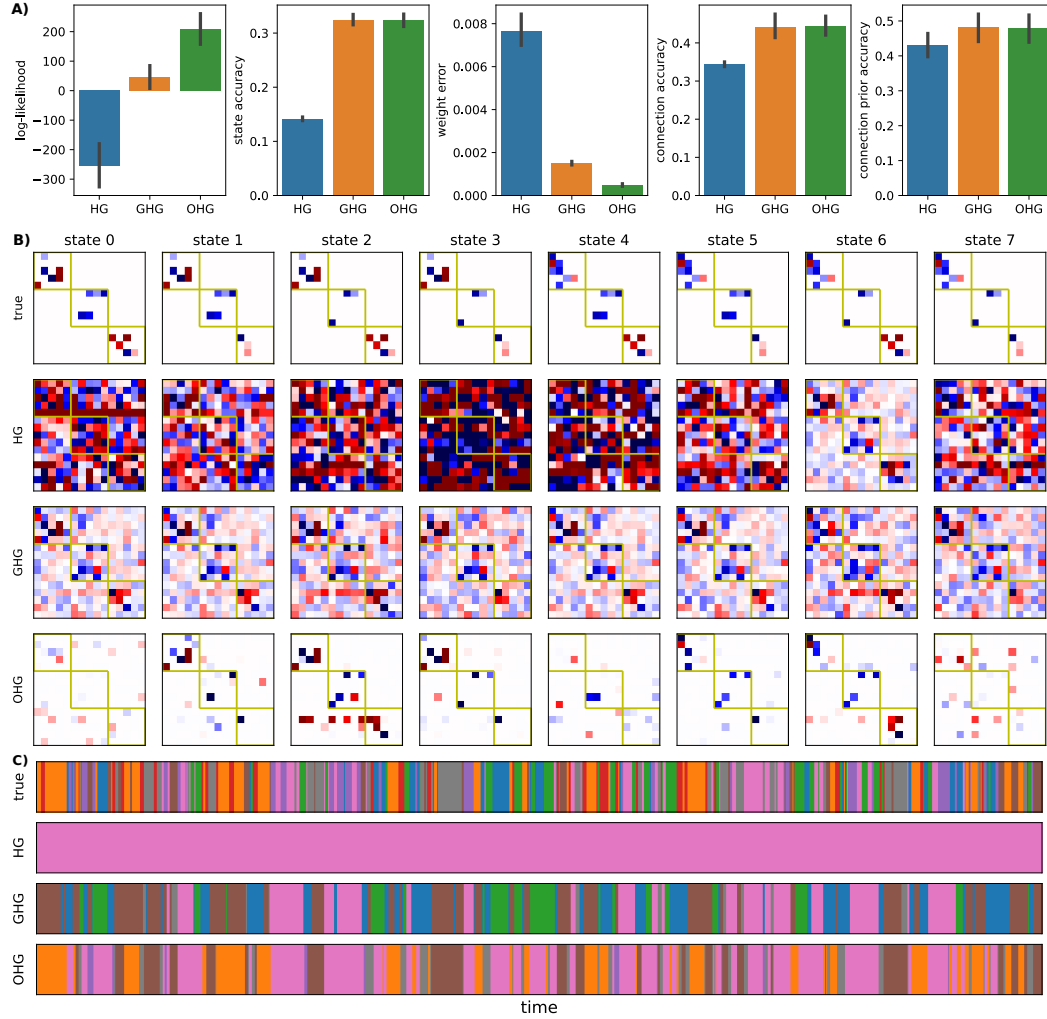 A)
log-likelihood
200
100
0
−100
−200
−300
HG GHG OHG
state accuracy
0.3
0.2
0.1
0.0
HG GHG OHG
weight error
0.008
0.006
0.004
0.002
0.000
HG GHG OHG
connection accuracy
0.4
0.3
0.2
0.1
0.0
HG GHG OHG
connection prior accuracy
0.5
0.4
0.3
0.2
0.1
0.0
HG GHG OHG
B)
state 0 state 1 state 2 state 3 state 4 state 5 state 6 state 7
true
HG
GHG
OHG
C)
true
HG
GHG
OHG
time